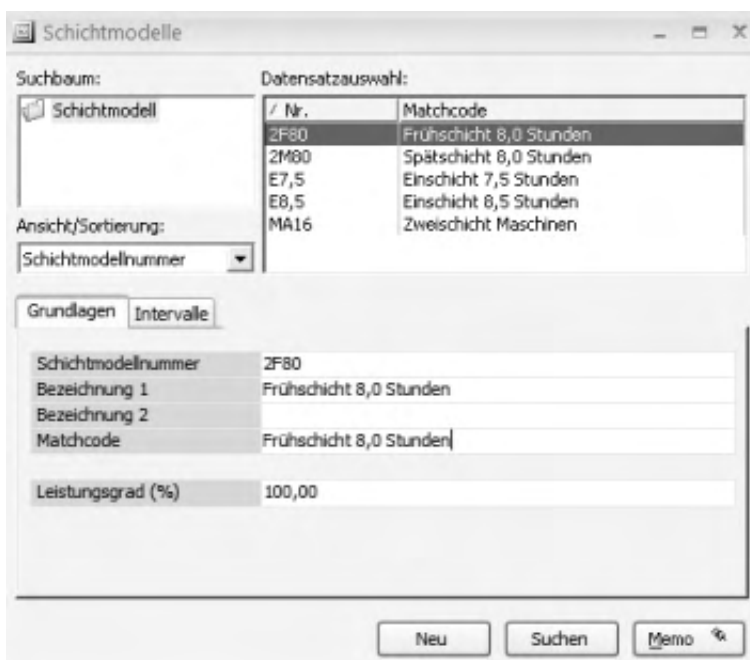 Schichtmodelle
Suchbaum:
Schichtmodell
Ansicht/Sortierung:
Schichtmodellnummer
Datensatzauswahl:
/ Nr. Matchcode
2F80 Frühschicht 8,0 Stunden
2M80 Spätschicht 8,0 Stunden
E7,5 Einschicht 7,5 Stunden
E8,5 Einschicht 8,5 Stunden
MA16 Zweischicht Maschinen
Grundlagen Intervalle
Schichtmodellnummer 2F80
Bezeichnung 1 Frühschicht 8,0 Stunden
Bezeichnung 2
Matchcode Frühschicht 8,0 Stunden
Leistungsgrad (%) 100,00
Neu Suchen Memo